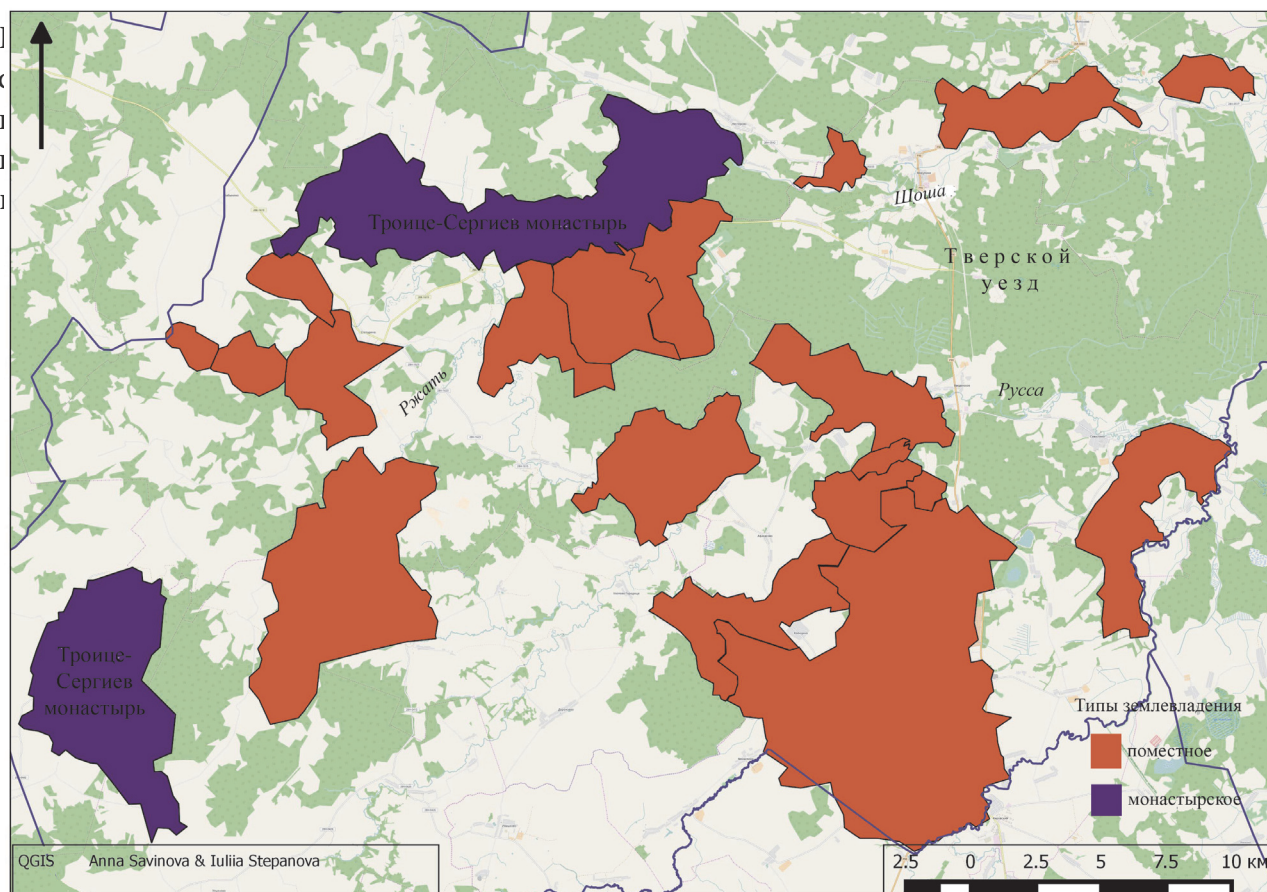 Шоша
Троице-Сергиев монастырь
Тверской
уезд
Ржать
Русса
Троице-
Сергиев
монастырь
Типы землевладения
поместное
монастырское
QGIS Anna Savinova & Iuliia Stepanova
2.5 0 2.5 5 7.5 10 км